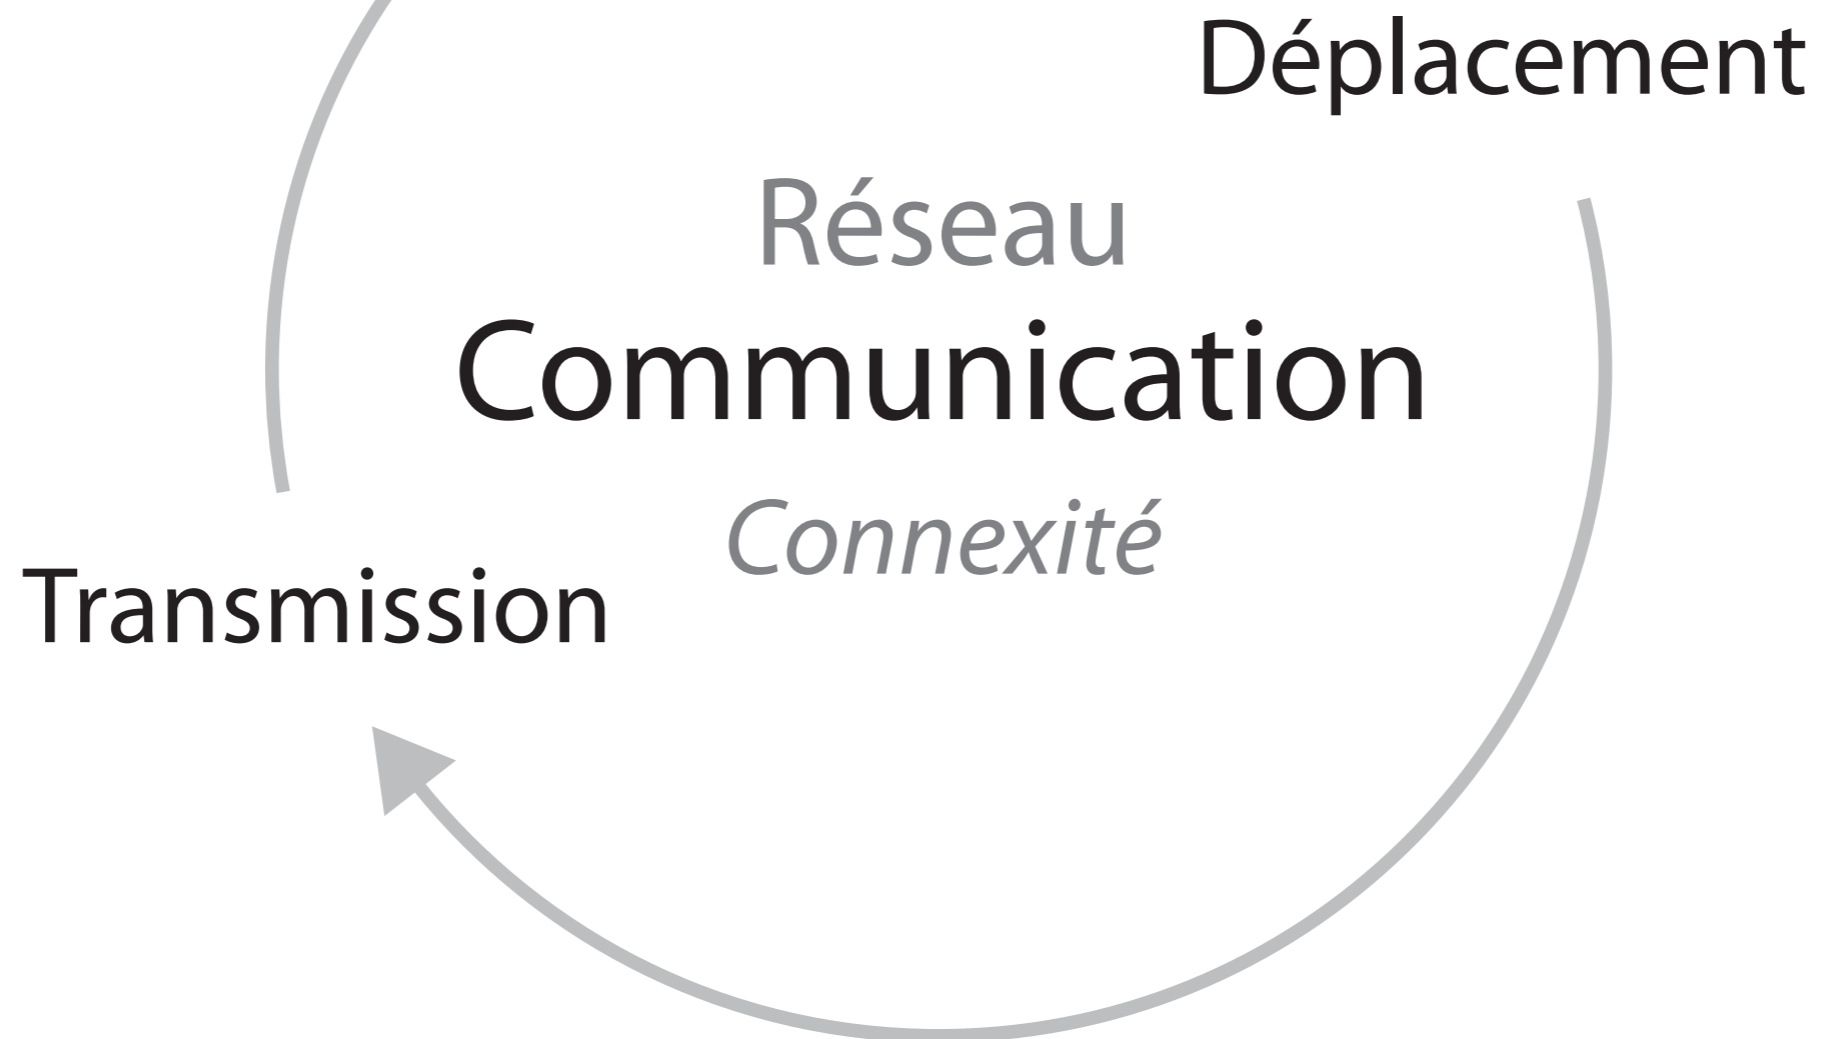 Déplacement
Réseau
Communication
Connexité
Transmission